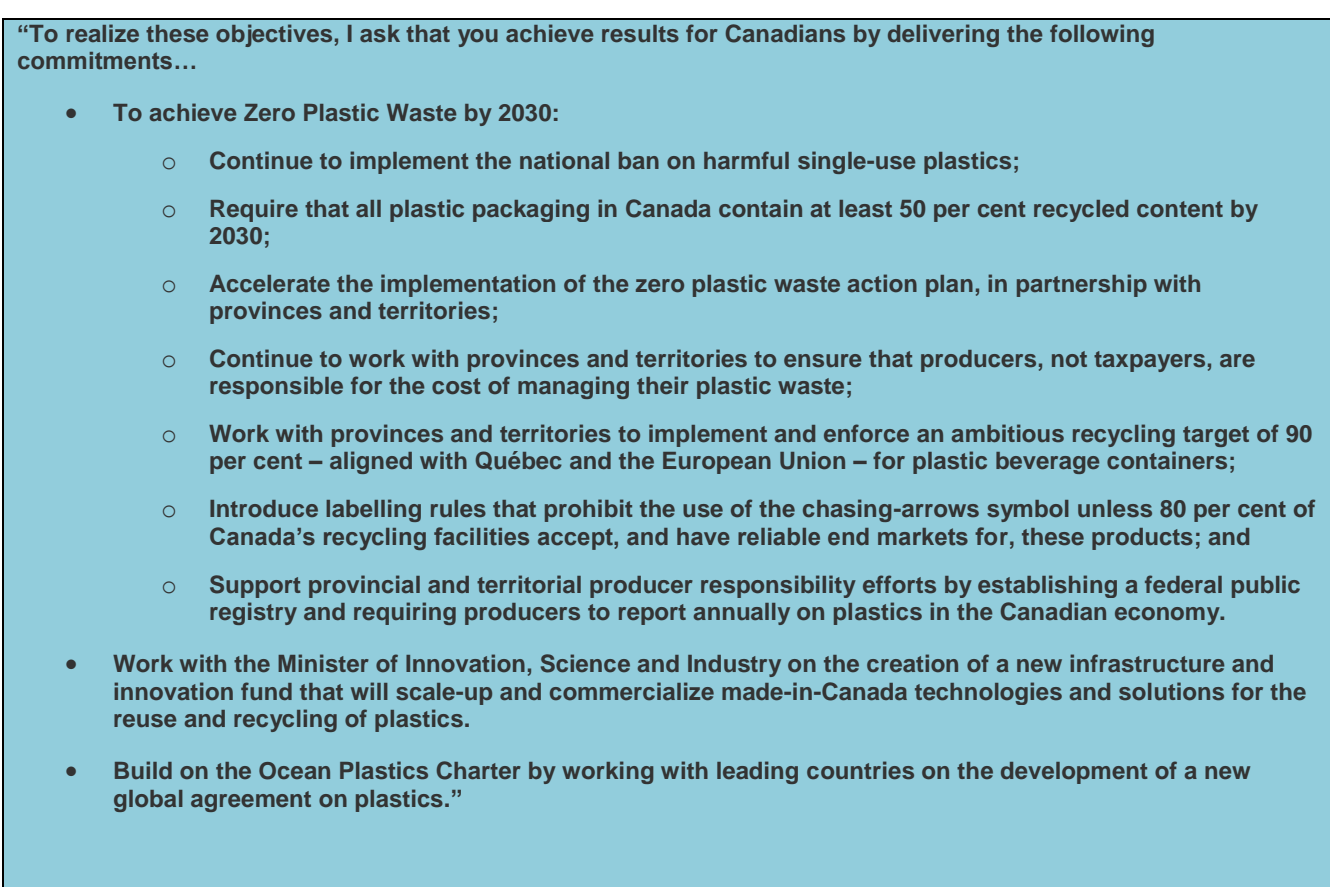 “To realize these objectives, I ask that you achieve results for Canadians by delivering the following
commitments…
• To achieve Zero Plastic Waste by 2030:
o Continue to implement the national ban on harmful single-use plastics;
o Require that all plastic packaging in Canada contain at least 50 per cent recycled content by
2030;
o Accelerate the implementation of the zero plastic waste action plan, in partnership with
provinces and territories;
o Continue to work with provinces and territories to ensure that producers, not taxpayers, are
responsible for the cost of managing their plastic waste;
o Work with provinces and territories to implement and enforce an ambitious recycling target of 90
per cent – aligned with Québec and the European Union – for plastic beverage containers;
o Introduce labelling rules that prohibit the use of the chasing-arrows symbol unless 80 per cent of
Canada’s recycling facilities accept, and have reliable end markets for, these products; and
o Support provincial and territorial producer responsibility efforts by establishing a federal public
registry and requiring producers to report annually on plastics in the Canadian economy.
• Work with the Minister of Innovation, Science and Industry on the creation of a new infrastructure and
innovation fund that will scale-up and commercialize made-in-Canada technologies and solutions for the
reuse and recycling of plastics.
• Build on the Ocean Plastics Charter by working with leading countries on the development of a new
global agreement on plastics.”